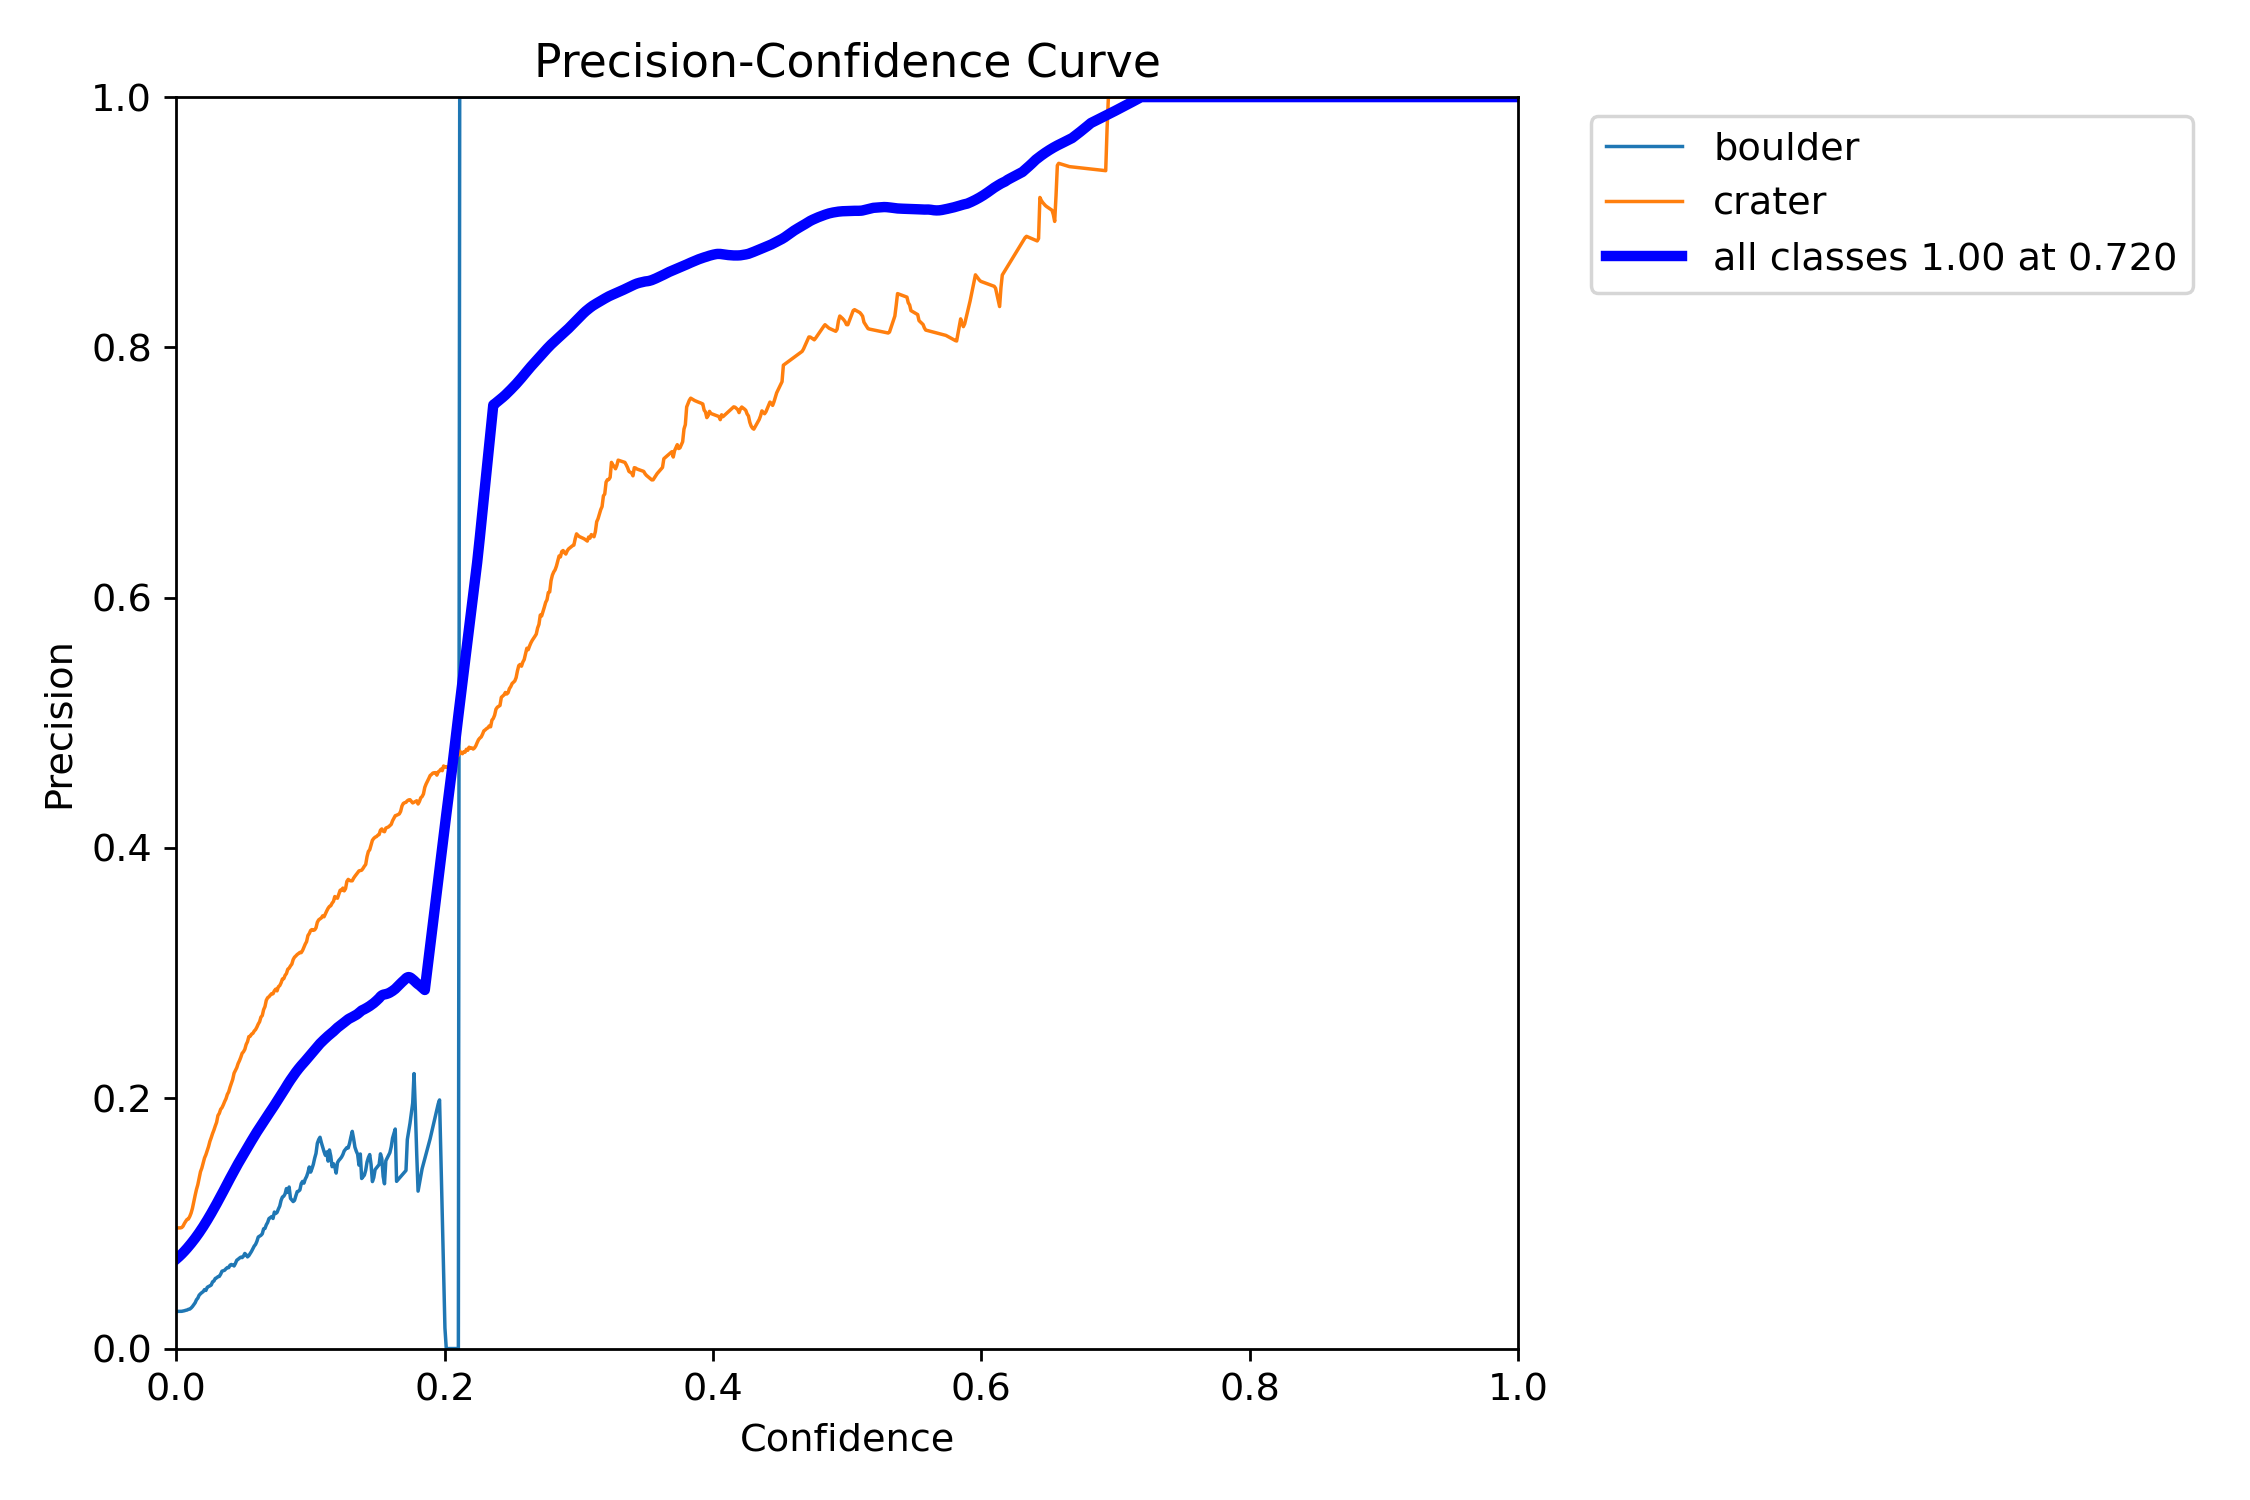 Precision-Confidence Curve
1.0
0.8
0.6
0.4
0.2
0.0
Precision
0.0 0.2 0.4 0.6 0.8 1.0
Confidence
boulder
crater
all classes 1.00 at 0.720